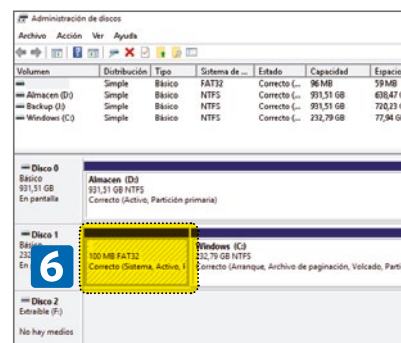 Administración de discos
Archivo Acción Ver Ayuda
Volumen Distribución Tipo Sistema de ... Estado Capacidad Espacio
Simple Básico FAT32 Correcto (... 96 MB 59 MB
Almacen (D:) Simple Básico NTFS Correcto (... 931,51 GB 638,47
Backup (J:) Simple Básico NTFS Correcto (... 931,51 GB 720,23
Windows (C:) Simple Básico NTFS Correcto (... 232,79 GB 77,94 G
Disco 0
Básico
931,51 GB
En pantalla
Almacen (D:)
931,51 GB NTFS
Correcto (Activo, Partición primaria)
Disco 1
232
En
6
100 MB FAT32
Correcto (Sistema, Activo,
Windows (C:)
232,79 GB NTFS
Correcto (Arranque, Archivo de paginación, Volcado, Parti
Disco 2
Extraíble (F:)
No hay medios